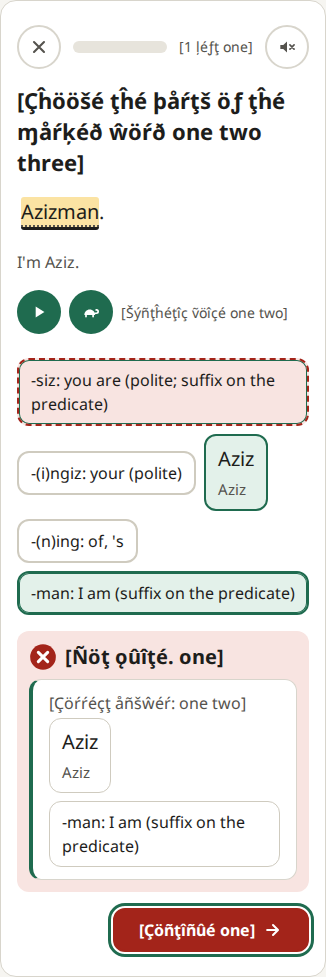 [1 ļéƒţ one]
[Çĥööšé ţĥé þåŕţš öƒ ţĥé
ɱåŕķéð ŵöŕð one two
three]
Azizman.
I'm Aziz.
[Šýñţĥéţîç ṽöîçé one two]
-siz: you are (polite; suffix on the
predicate)
-(i)ngiz: your (polite)
Aziz
Aziz
-(n)ing: of, 's
-man: I am (suffix on the predicate)
[Ñöţ ǫûîţé. one]
[Çöŕŕéçţ åñšŵéŕ: one two]
Aziz
Aziz
-man: I am (suffix on the
predicate)
[Çöñţîñûé one]